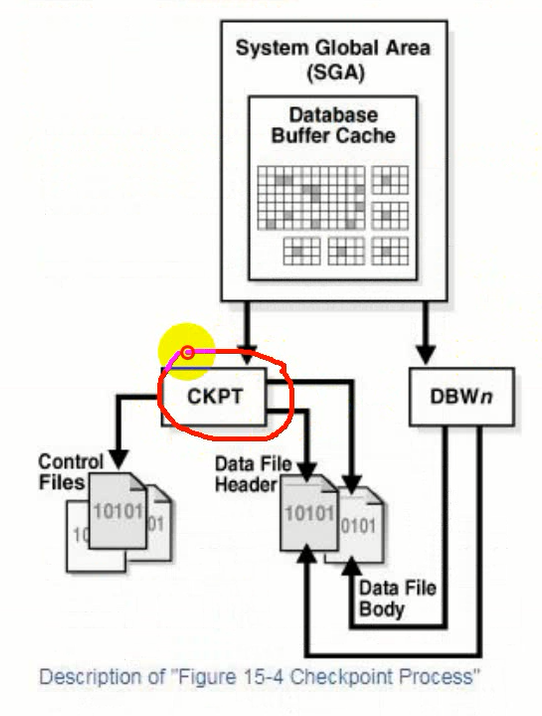 System Global Area
(SGA)
Database
Buffer Cache
CKPT
DBWn
Control
Files
10101
01
10
Data File
Header
10101
0101
Data File
Body
Description of "Figure 15-4 Checkpoint Process"